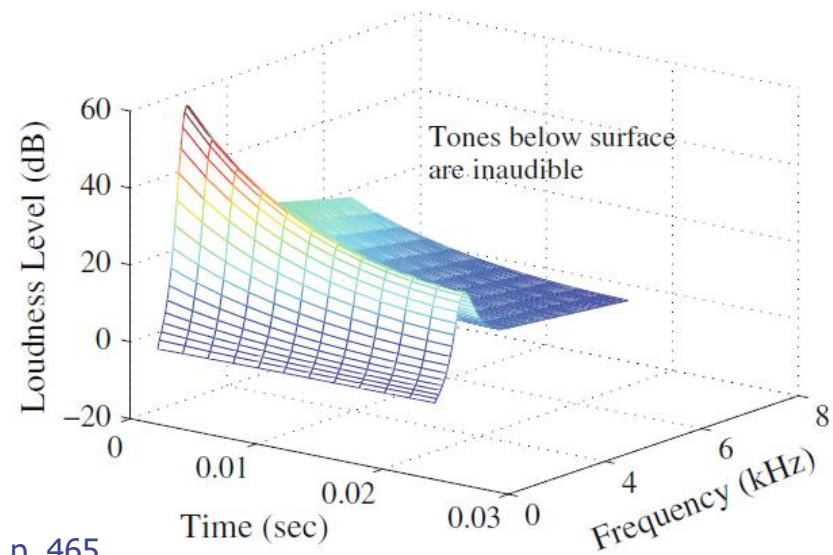 60
40
20
0
−20
Loudness Level (dB)
Tones below surface
are inaudible
0
0.01
0.02
0.03
Time (sec)
0
4
6
8
Frequency (kHz)
p. 465